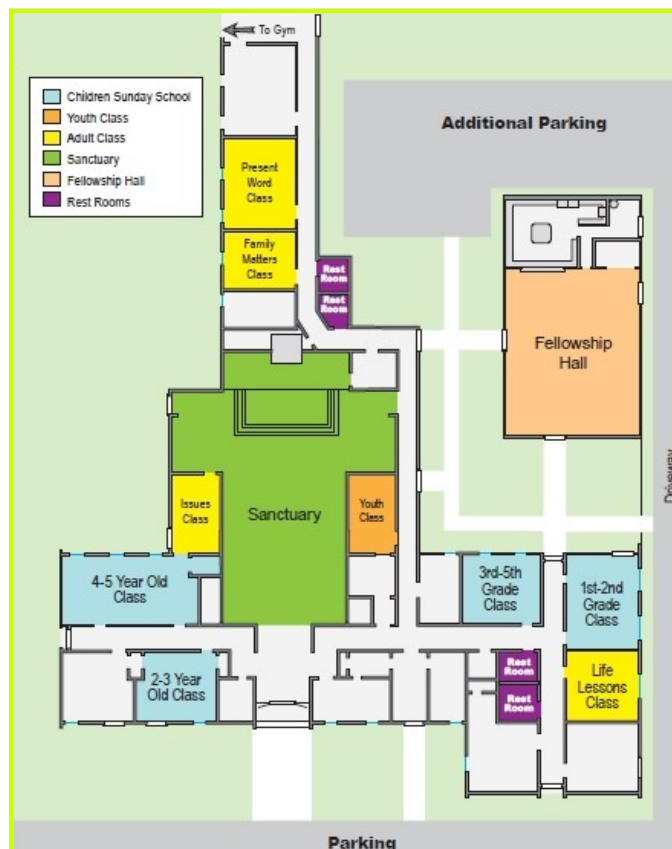 To Gym
Children Sunday School
Youth Class
Adult Class
Sanctuary
Fellowship Hall
Rest Rooms
Additional Parking
Present
Word
Class
Family
Matters
Class
Rest
Room
Rest
Room
Fellowship
Hall
Driveway
Issues
Class
Sanctuary
Youth
Class
4-5 Year Old
Class
3rd-5th
Grade
Class
1st-2nd
Grade
Class
2-3 Year
Old Class
Rest
Room
Rest
Room
Life
Lessons
Class
Parking